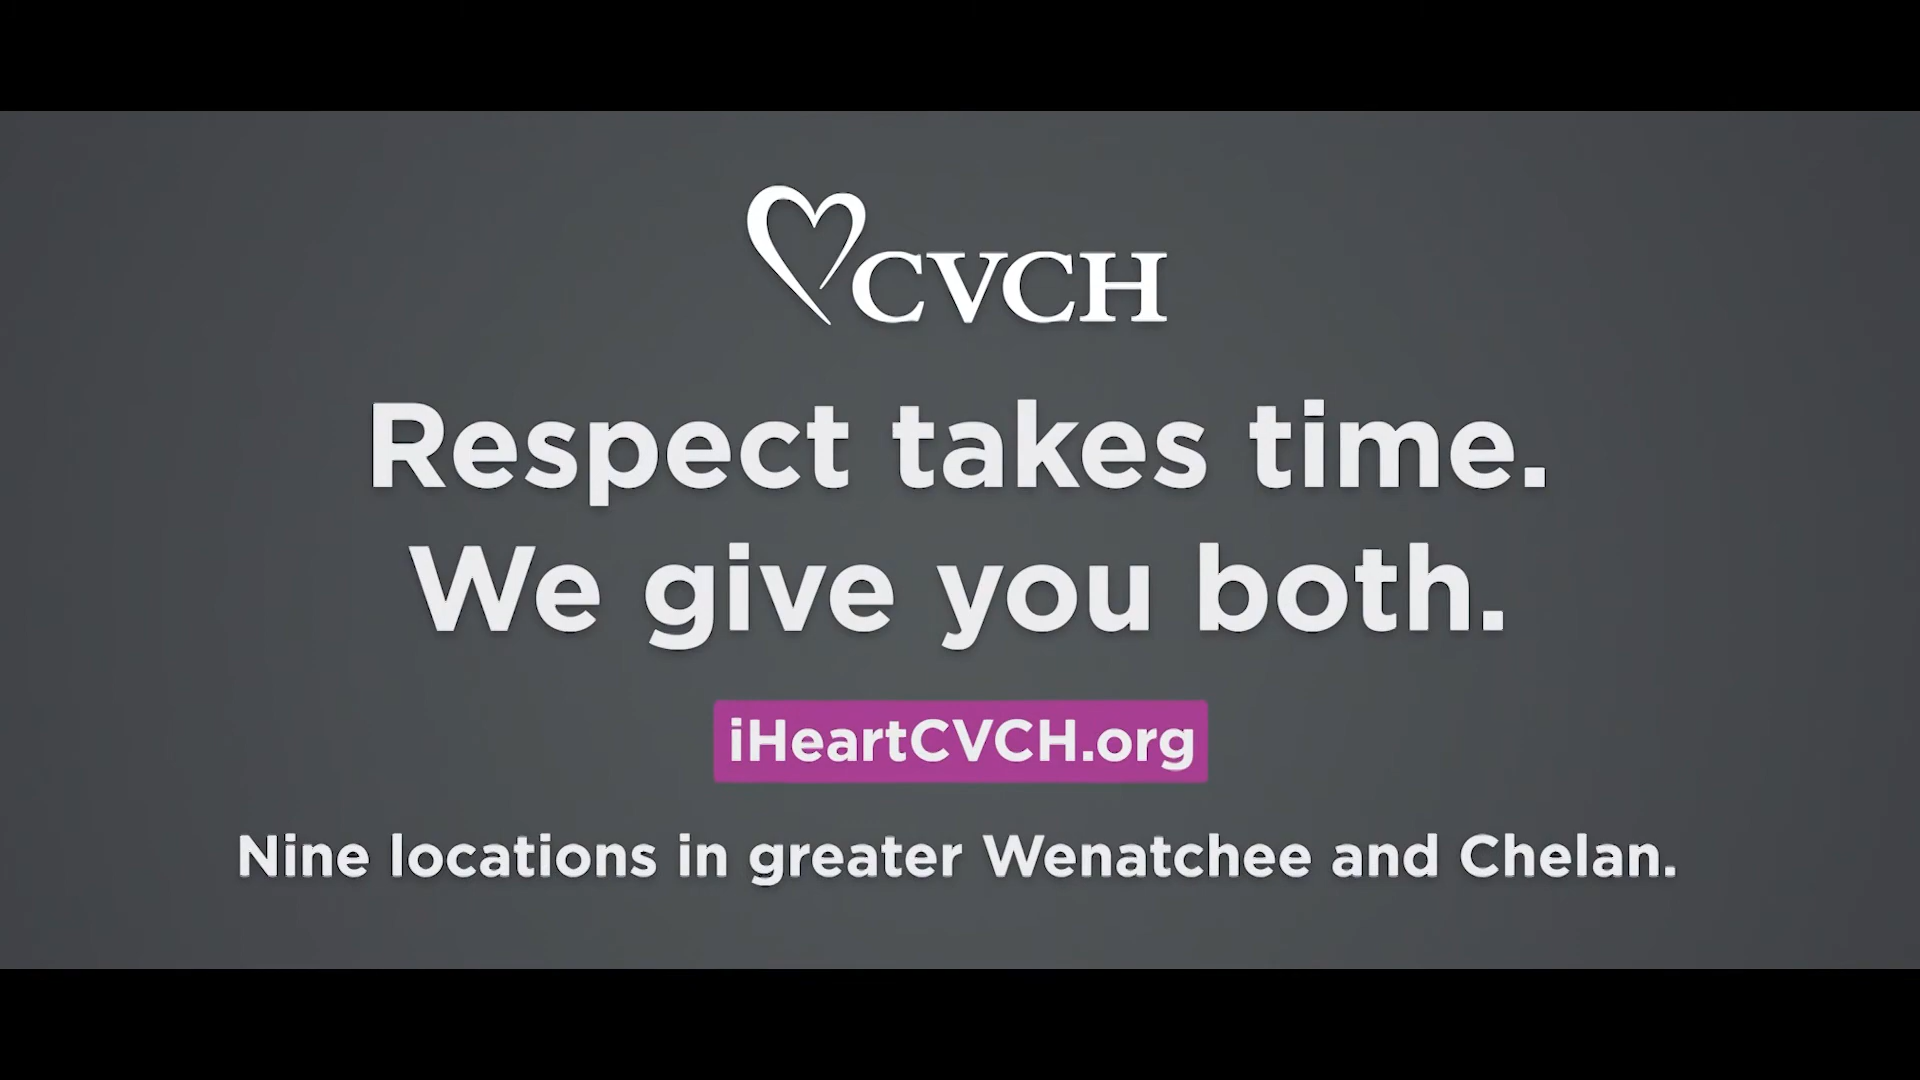 CVCH
Respect takes time.
We give you both.
iHeartCVCH.org
Nine locations in greater Wenatchee and Chelan.